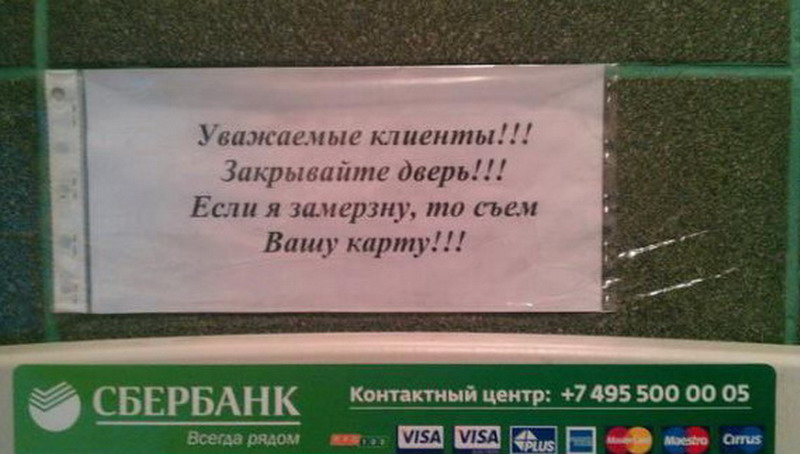 Уважаемые клиенты!!!
Закрывайте дверь!!!
Если я замерзну, то съем
Вашу карту!!!
СБЕРБАНК
Всегда рядом
Контактный центр: +7 495 500 00 05
VISA VISA PLUS MasterCard Maestro Cirrus